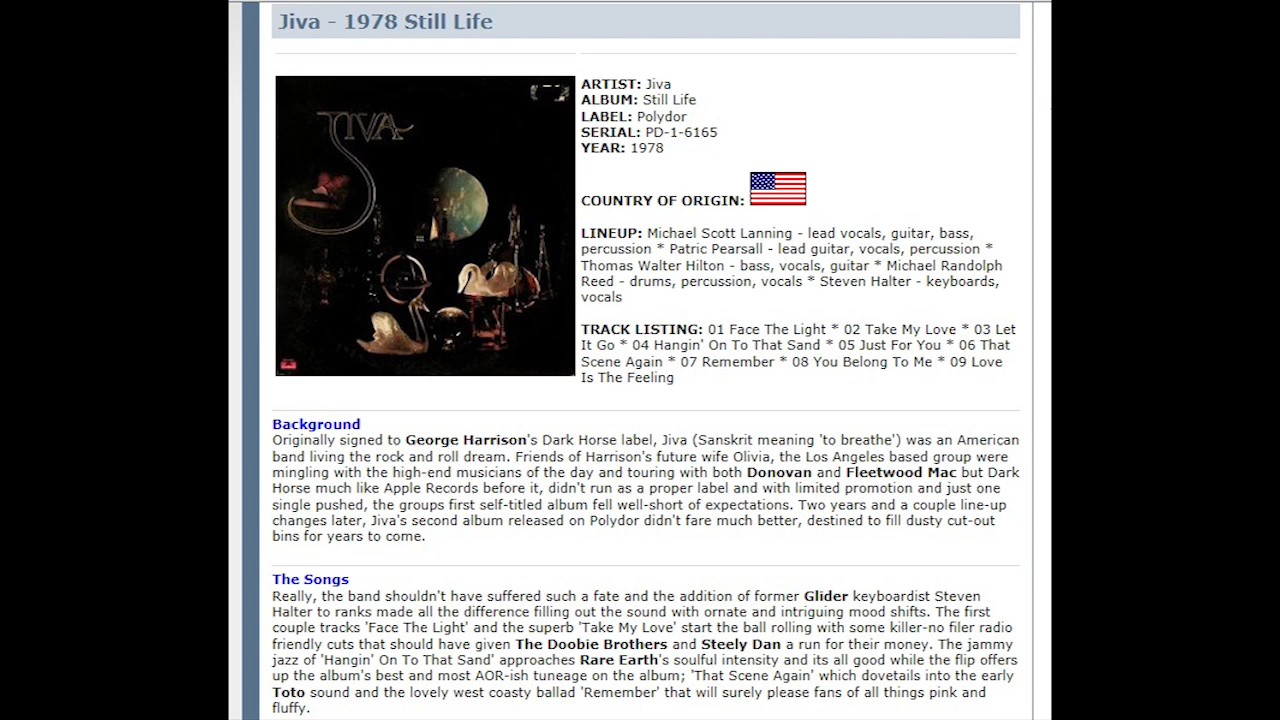 Jiva - 1978 Still Life
JIVA
ARTIST: Jiva
ALBUM: Still Life
LABEL: Polydor
SERIAL: PD-1-6165
YEAR: 1978
COUNTRY OF ORIGIN:
LINEUP: Michael Scott Lanning - lead vocals, guitar, bass,
percussion * Patric Pearsall - lead guitar, vocals, percussion *
Thomas Walter Hilton - bass, vocals, guitar * Michael Randolph
Reed - drums, percussion, vocals * Steven Halter - keyboards,
vocals
TRACK LISTING: 01 Face The Light * 02 Take My Love * 03 Let
It Go * 04 Hangin' On To That Sand * 05 Just For You * 06 That
Scene Again * 07 Remember * 08 You Belong To Me * 09 Love
Is The Feeling
Background
Originally signed to George Harrison's Dark Horse label, Jiva (Sanskrit meaning 'to breathe') was an American
band living the rock and roll dream. Friends of Harrison's future wife Olivia, the Los Angeles based group were
mingling with the high-end musicians of the day and touring with both Donovan and Fleetwood Mac but Dark
Horse much like Apple Records before it, didn't run as a proper label and with limited promotion and just one
single pushed, the groups first self-titled album fell well-short of expectations. Two years and a couple line-up
changes later, Jiva's second album released on Polydor didn't fare much better, destined to fill dusty cut-out
bins for years to come.
The Songs
Really, the band shouldn't have suffered such a fate and the addition of former Glider keyboardist Steven
Halter to ranks made all the difference filling out the sound with ornate and intriguing mood shifts. The first
couple tracks 'Face The Light' and the superb 'Take My Love' start the ball rolling with some killer-no filer radio
friendly cuts that should have given The Doobie Brothers and Steely Dan a run for their money. The jammy
jazz of 'Hangin' On To That Sand' approaches Rare Earth's soulful intensity and its all good while the flip offers
up the album's best and most AOR-ish tuneage on the album; 'That Scene Again' which dovetails into the early
Toto sound and the lovely west coasty ballad 'Remember' that will surely please fans of all things pink and
fluffy.